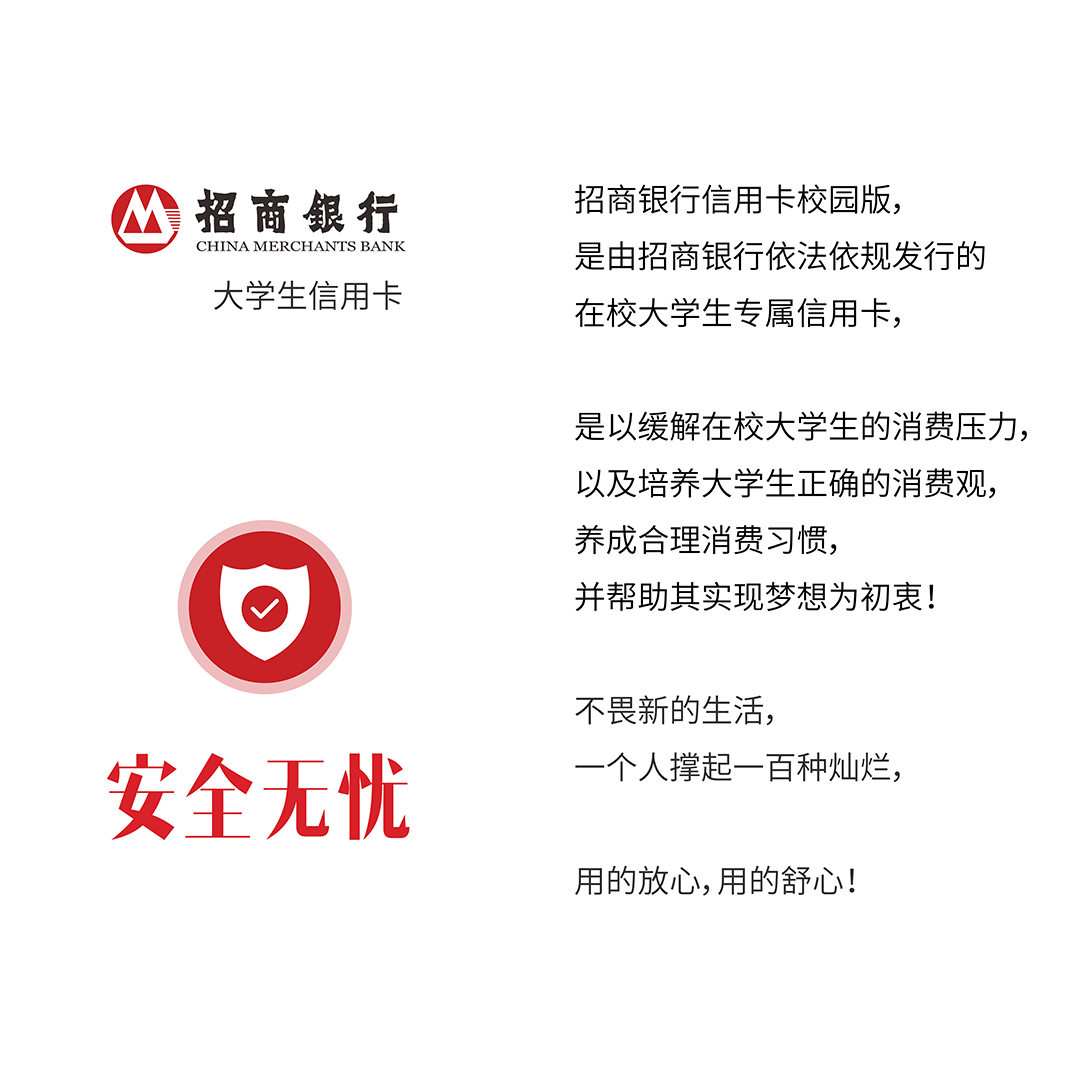 招商銀行
CHINA MERCHANTS BANK
大学生信用卡
安全无忧
招商银行信用卡校园版，
是由招商银行依法依规发行的
在校大学生专属信用卡，
是以缓解在校大学生的消费压力，
以及培养大学生正确的消费观，
养成合理消费习惯，
并帮助其实现梦想为初衷！
不畏新的生活，
一个人撑起一百种灿烂，
用的放心，用的舒心！